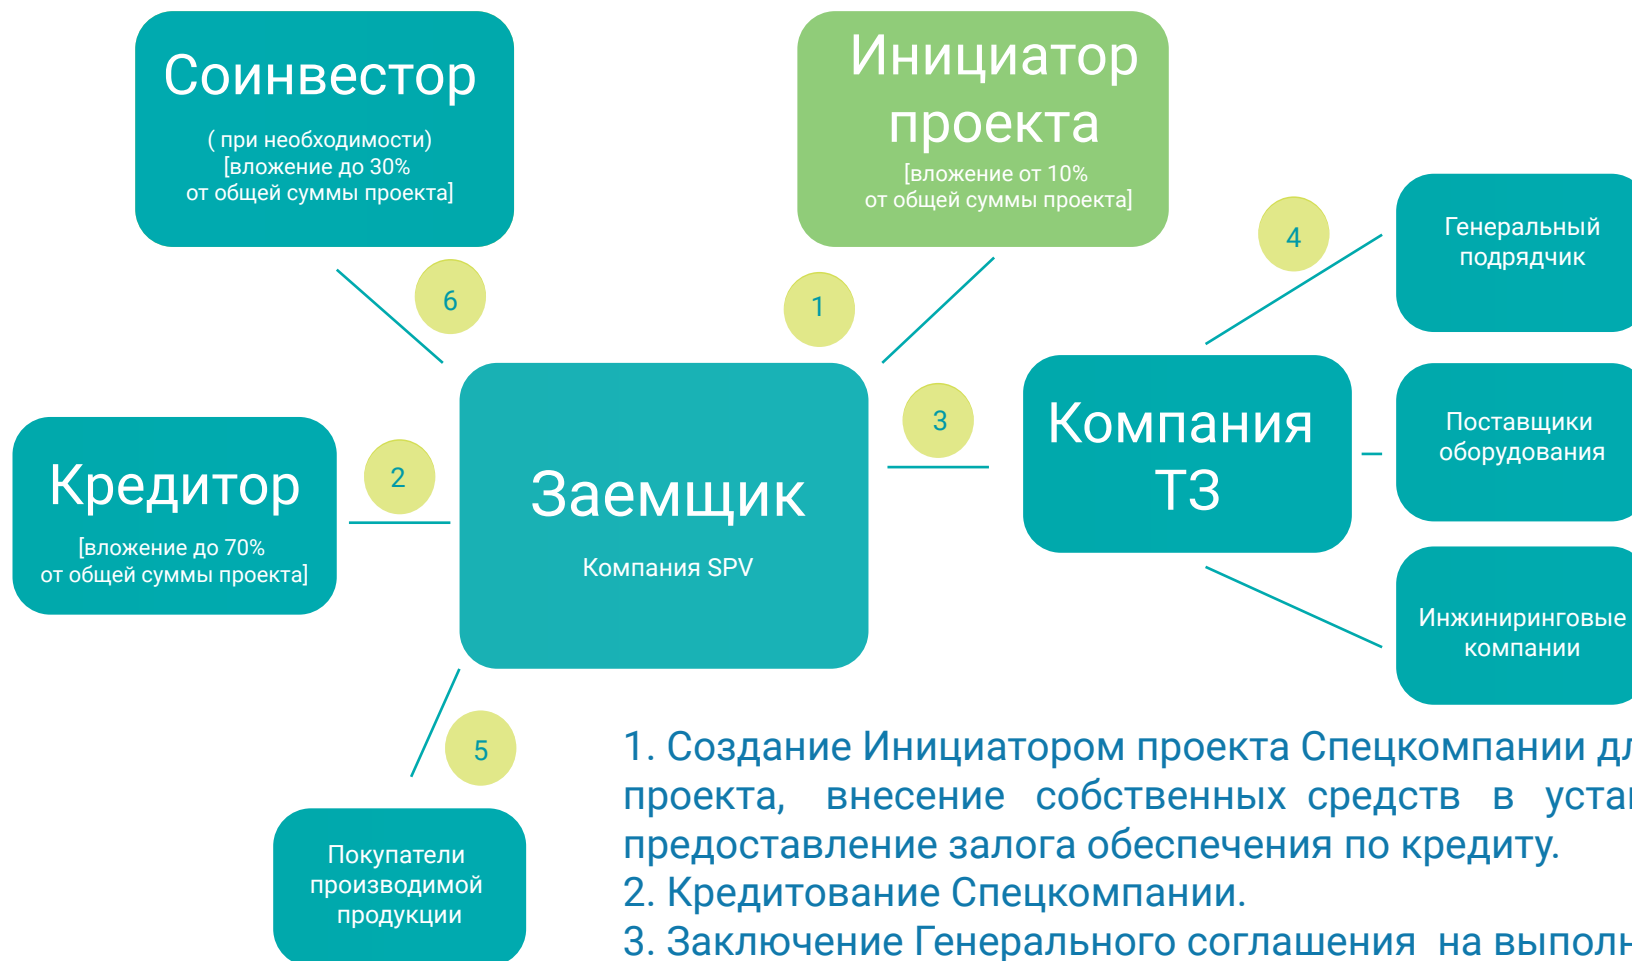 Соинвестор
( при необходимости)
[вложение до 30%
от общей суммы проекта]
Инициатор
проекта
[вложение от 10%
от общей суммы проекта]
4
Генеральный
подрядчик
6
1
3
Компания
ТЗ
Поставщики
оборудования
Кредитор
[вложение до 70%
от общей суммы проекта]
2
Заемщик
Компания SPV
Инжиниринговые
компании
5
Покупатели
производимой
продукции
1. Создание Инициатором проекта Спецкомпании
проекта, внесение собственных средств в
предоставление залога обеспечения по кредиту.
2. Кредитование Спецкомпании.
3. Заключение Генерального соглашения на